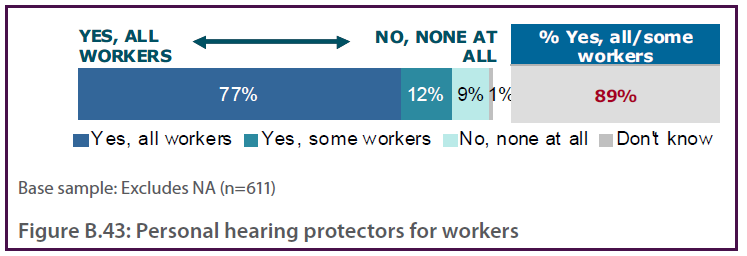 YES, ALL WORKERS
NO, NONE AT ALL
% Yes, all/some workers
77%
12%
9%
1%
89%
Yes, all workers
Yes, some workers
No, none at all
Don't know
Base sample: Excludes NA (n=611)
Figure B.43: Personal hearing protectors for workers